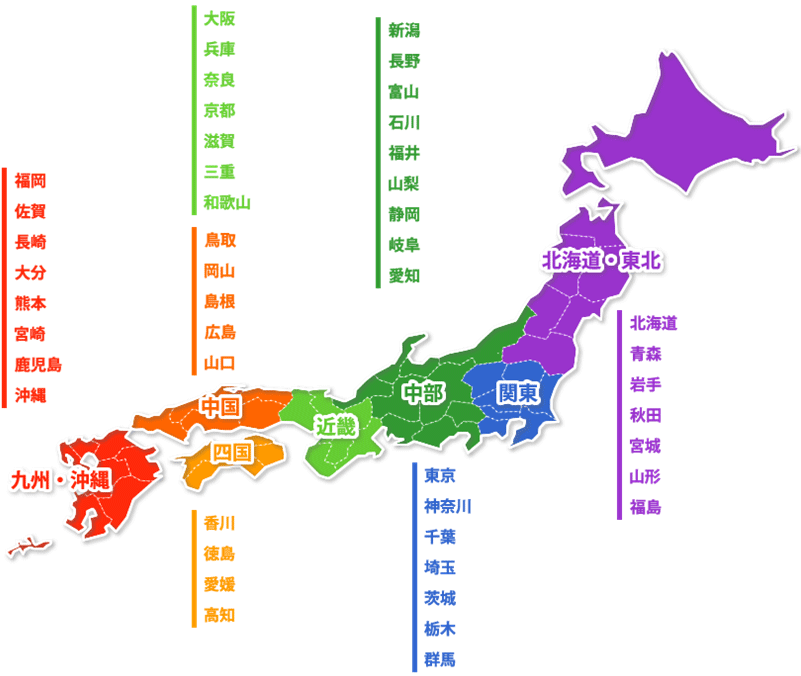 大阪
兵庫
奈良
京都
滋賀
三重
和歌山
新潟
長野
富山
石川
福井
山梨
静岡
岐阜
愛知
福岡
佐賀
長崎
大分
熊本
宮崎
鹿児島
沖縄
鳥取
岡山
島根
広島
山口
北海道・東北
北海道
青森
岩手
秋田
宮城
山形
福島
中部
関東
中国
近畿
四国
九州・沖縄
香川
徳島
愛媛
高知
東京
神奈川
千葉
埼玉
茨城
栃木
群馬